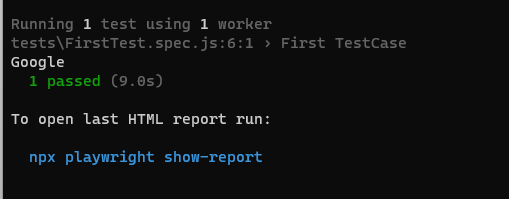 Running 1 test using 1 worker
tests\FirstTest.spec.js:6:1 › First TestCase
Google
1 passed (9.0s)
To open last HTML report run:
npx playwright show-report